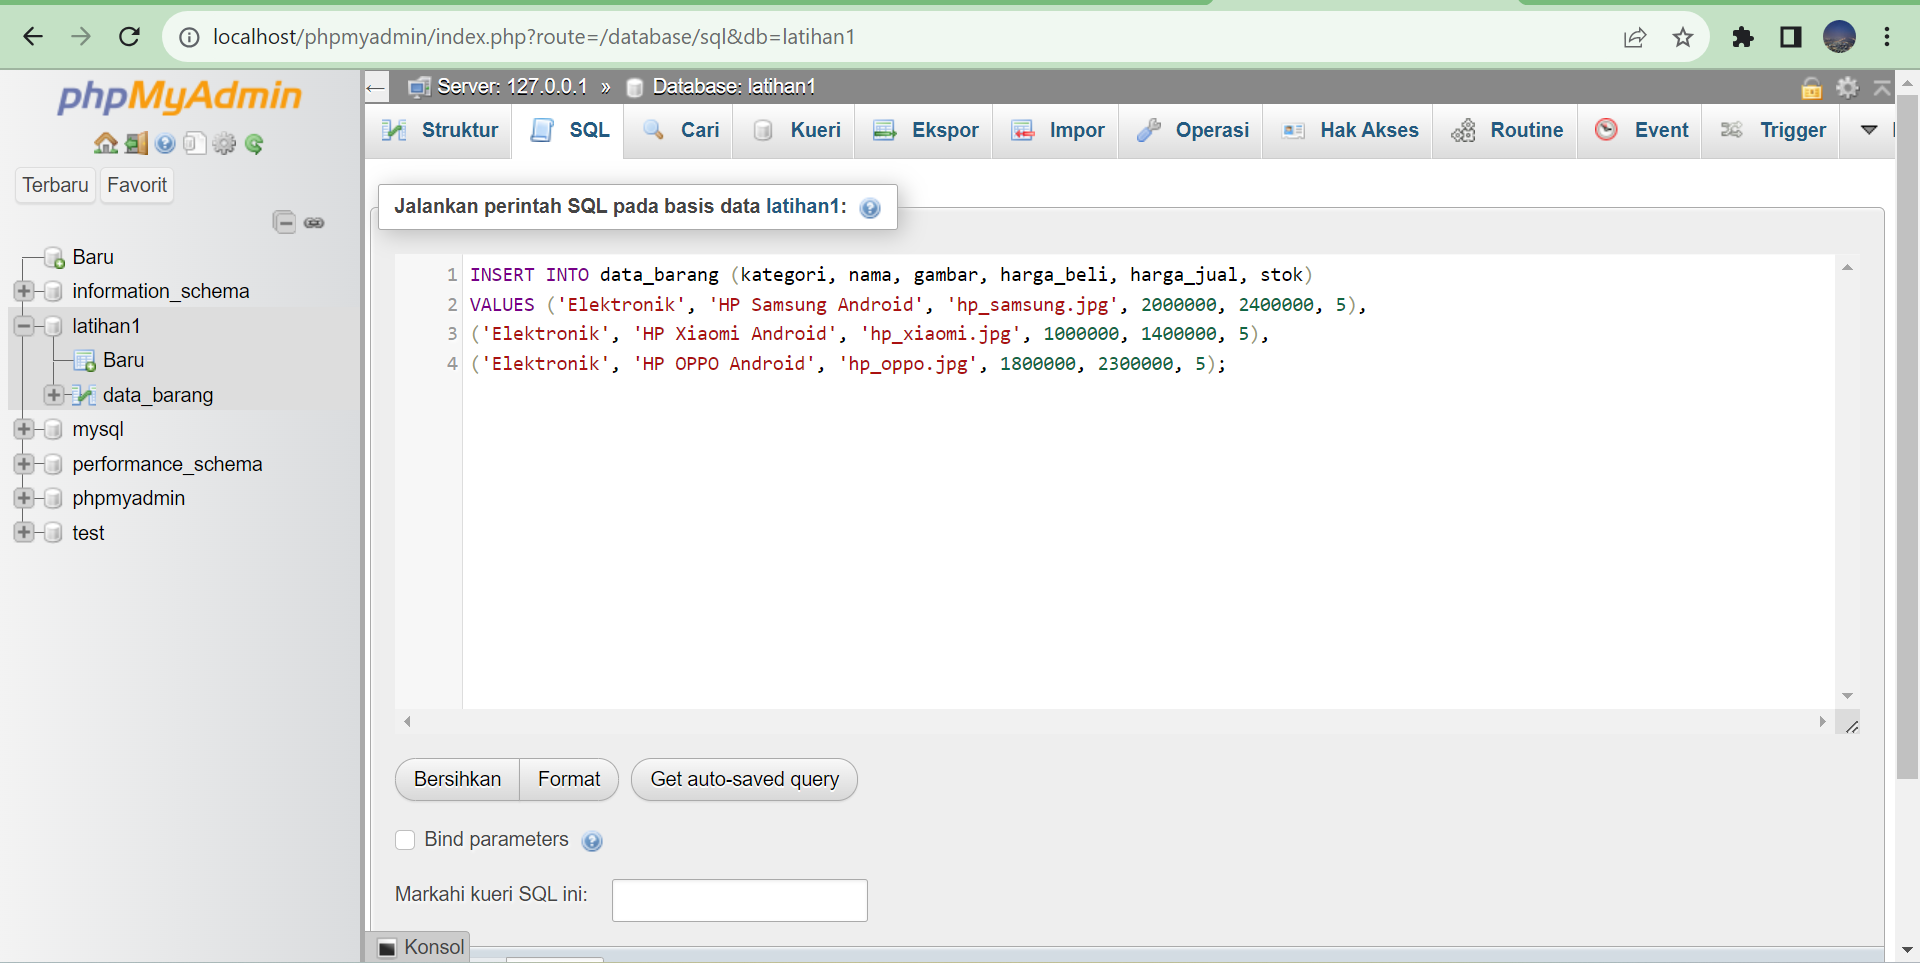 localhost/phpmyadmin/index.php?route=/database/sql&db=latihan1
phpMyAdmin
Terbaru Favorit
Baru
information_schema
latihan1
Baru
data_barang
mysql
performance_schema
phpmyadmin
test
Server: 127.0.0.1 » Database: latihan1
Struktur SQL Cari Kueri Ekspor Impor Operasi Hak Akses Routine Event Trigger
Jalankan perintah SQL pada basis data latihan1:
1 INSERT INTO data_barang (kategori, nama, gambar, harga_beli, harga_jual, stok)
2 VALUES ('Elektronik', 'HP Samsung Android', 'hp_samsung.jpg', 2000000, 2400000, 5),
3 ('Elektronik', 'HP Xiaomi Android', 'hp_xiaomi.jpg', 1000000, 1400000, 5),
4 ('Elektronik', 'HP OPPO Android', 'hp_oppo.jpg', 1800000, 2300000, 5);
Bersihkan Format Get auto-saved query
Bind parameters
Markahi kueri SQL ini:
Konsol